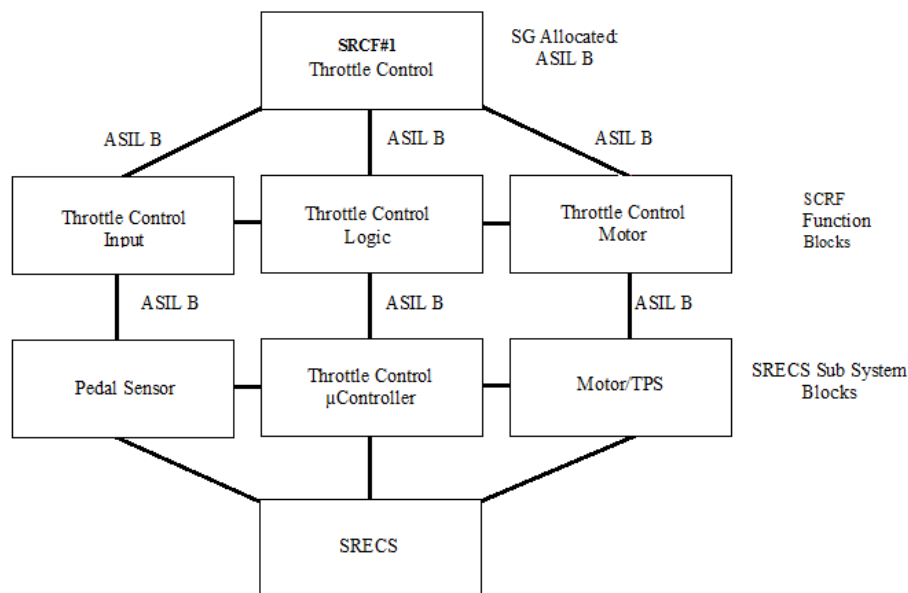 SRCF#1
Throttle Control
SG Allocated:
ASIL B
ASIL B
ASIL B
ASIL B
Throttle Control
Input
Throttle Control
Logic
Throttle Control
Motor
SCRF
Function
Blocks
ASIL B
ASIL B
ASIL B
Pedal Sensor
Throttle Control
µController
Motor/TPS
SRECS Sub System
Blocks
SRECS